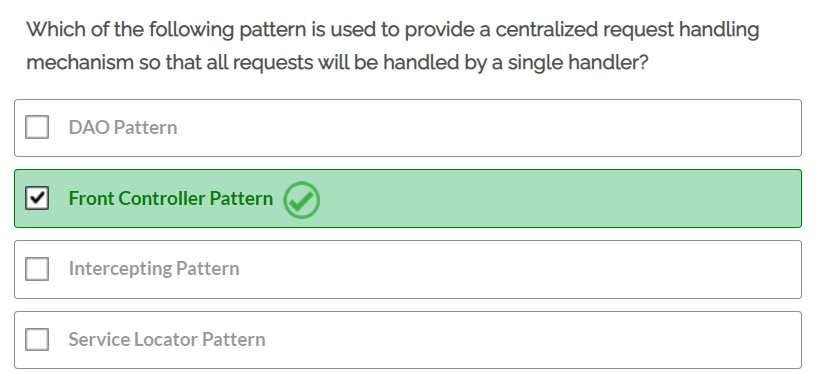 Which of the following pattern is used to provide a centralized request handling
mechanism so that all requests will be handled by a single handler?
DAO Pattern
Front Controller Pattern
Intercepting Pattern
Service Locator Pattern